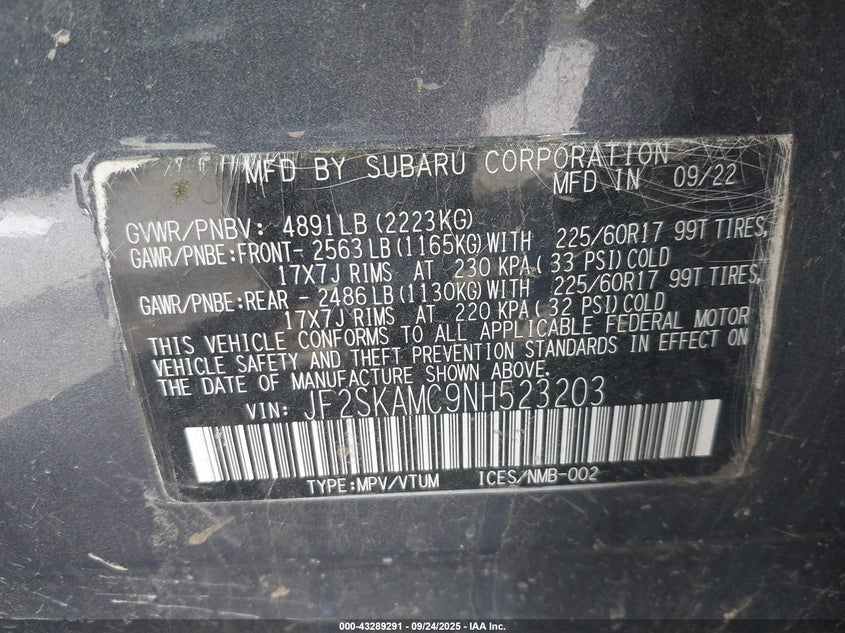 MFD BY SUBARU CORPORATION
MFD IN 09/22
GVWR/PNBV: 4891LB (2223KG)
GAWR/PNBE:FRONT- 2563LB(1165KG)WITH 225/60R17 99T TIRES,
17X7J RIMS AT 230 KPA(33 PSI)COLD
GAWR/PNBE:REAR - 2486LB(1130KG)WITH 225/60R17 99T TIRES,
17X7J RIMS AT 220 KPA(32 PSI)COLD
THIS VEHICLE CONFORMS TO ALL APPLICABLE FEDERAL MOTOR
VEHICLE SAFETY AND THEFT PREVENTION STANDARDS IN EFFECT ON
THE DATE OF MANUFACTURE SHOWN ABOVE.
VIN: JF2SKAMC9NH523203
TYPE:MPV/VTUM ICES/NMB-002
000-43289291 - 09/24/2025 - IAA Inc.